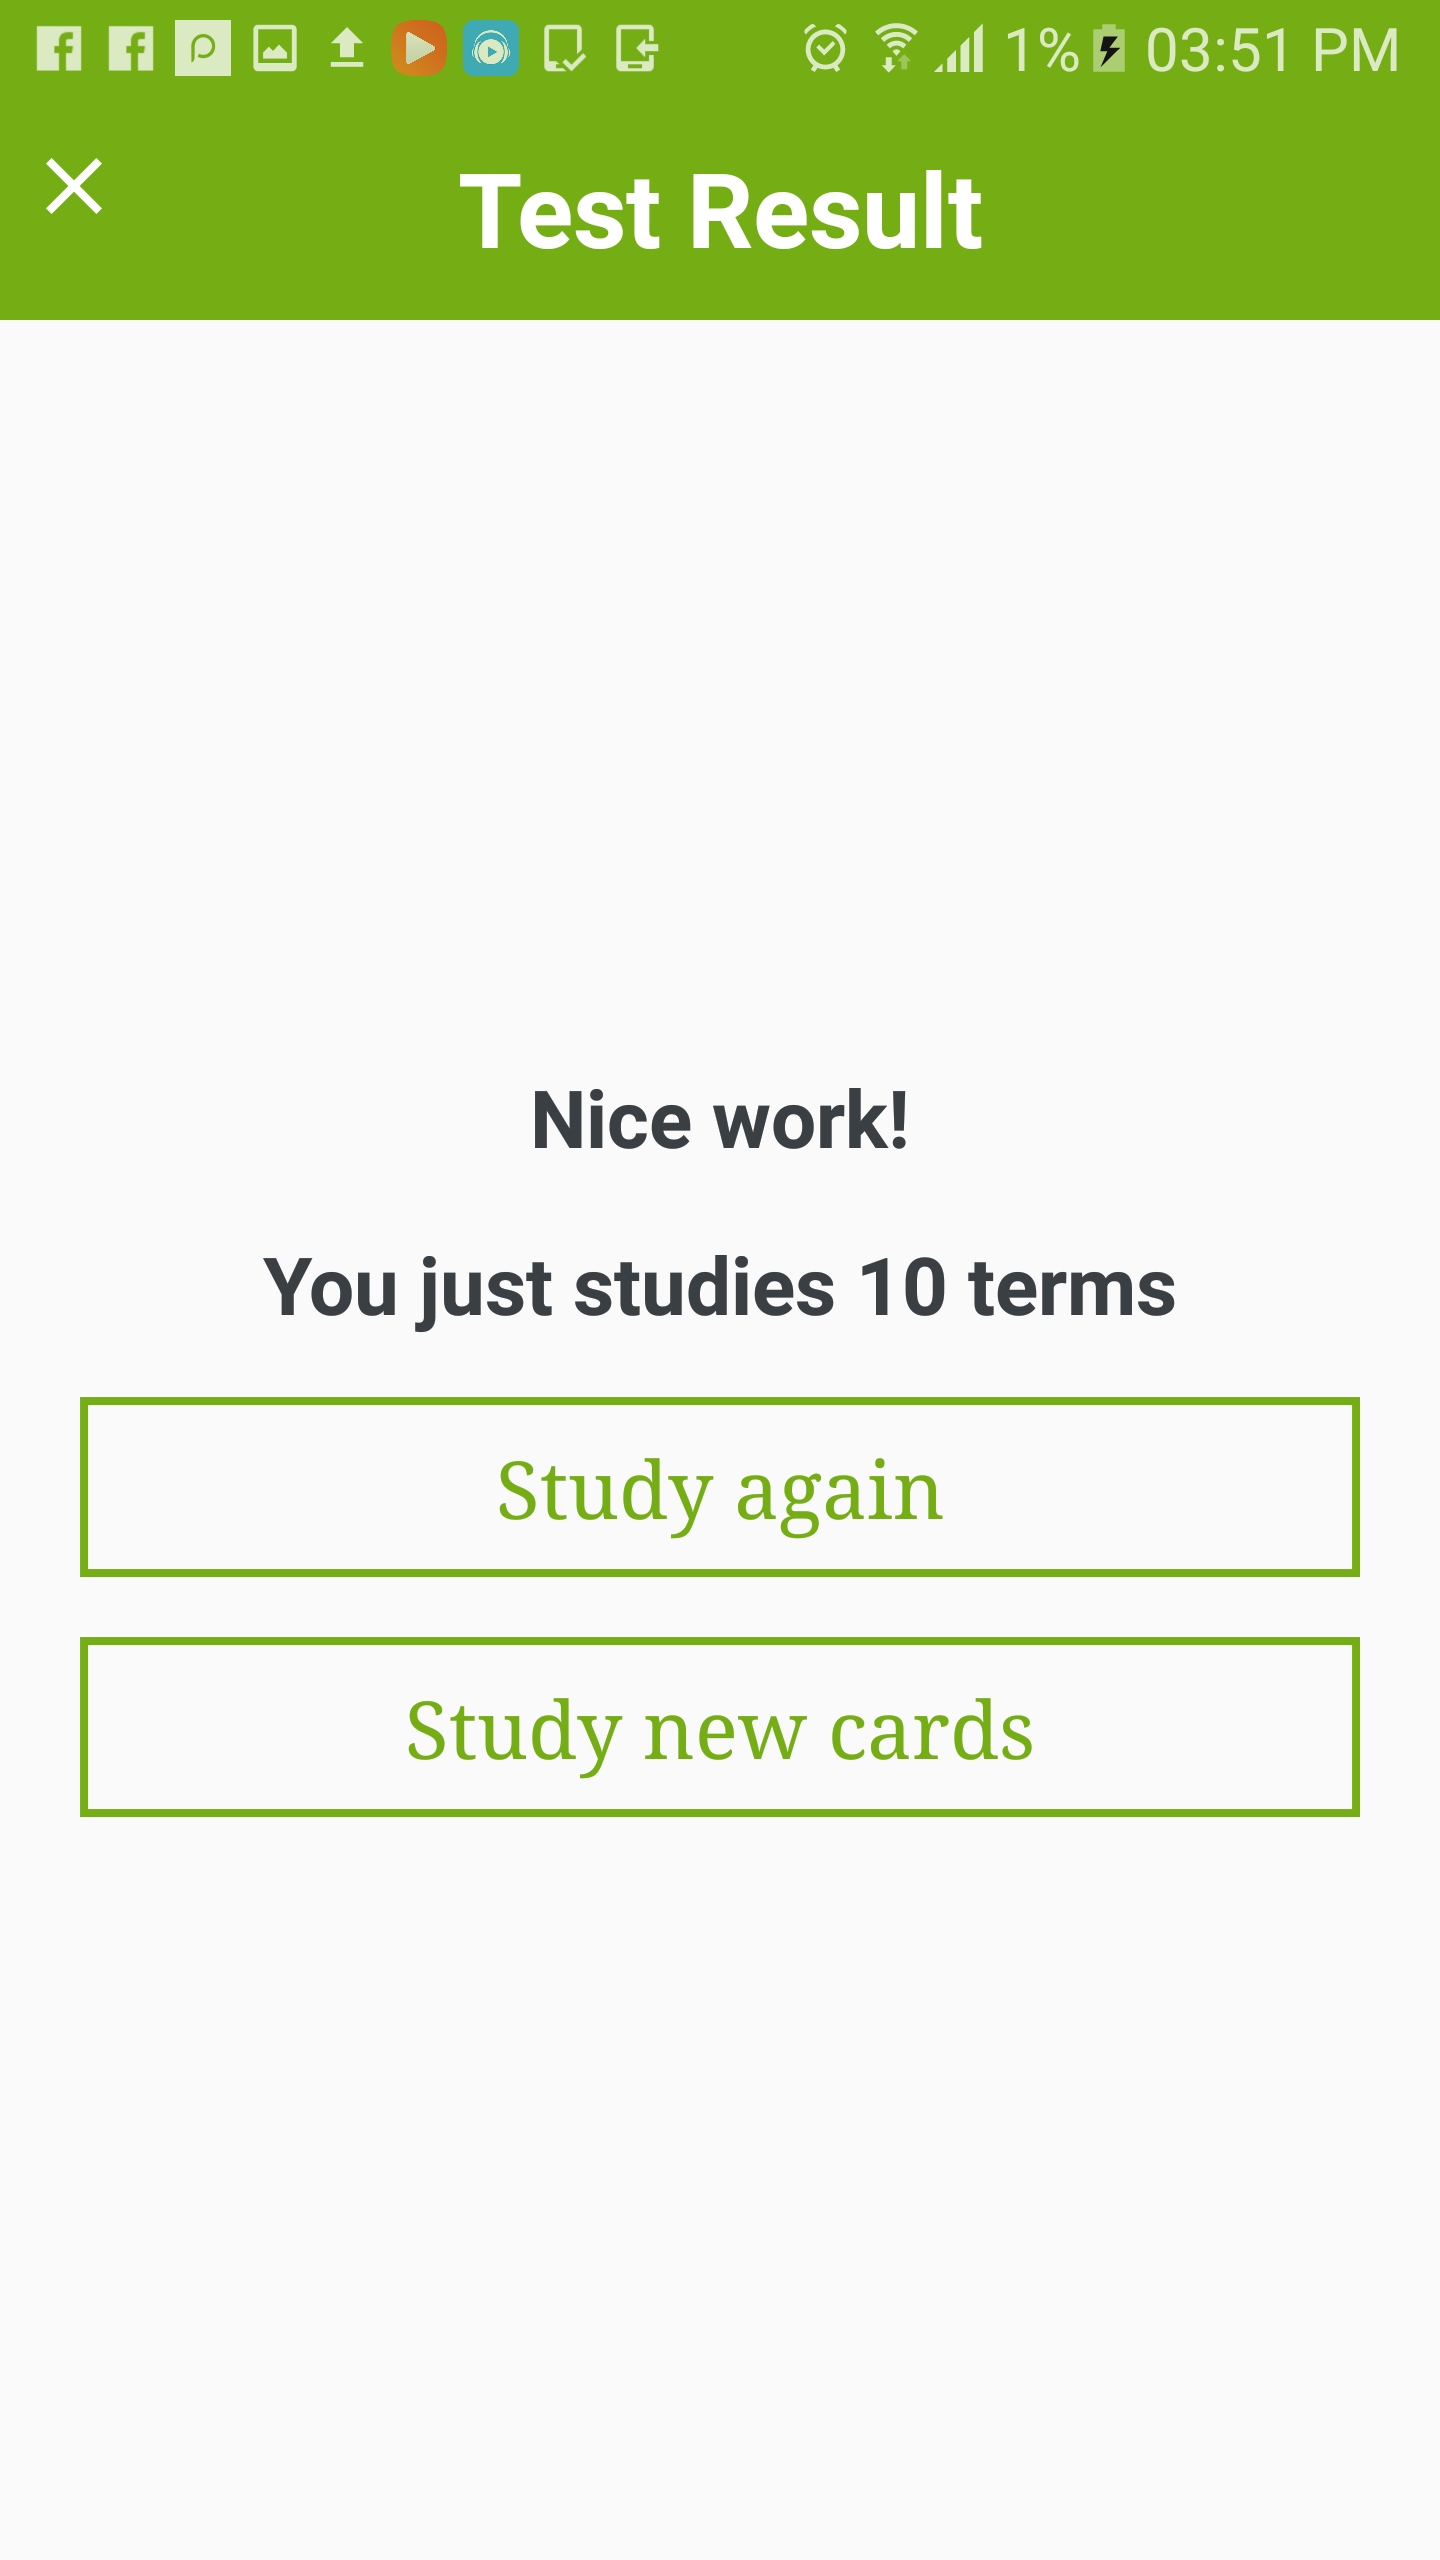 1% 03:51 PM
Test Result
Nice work!
You just studies 10 terms
Study again
Study new cards